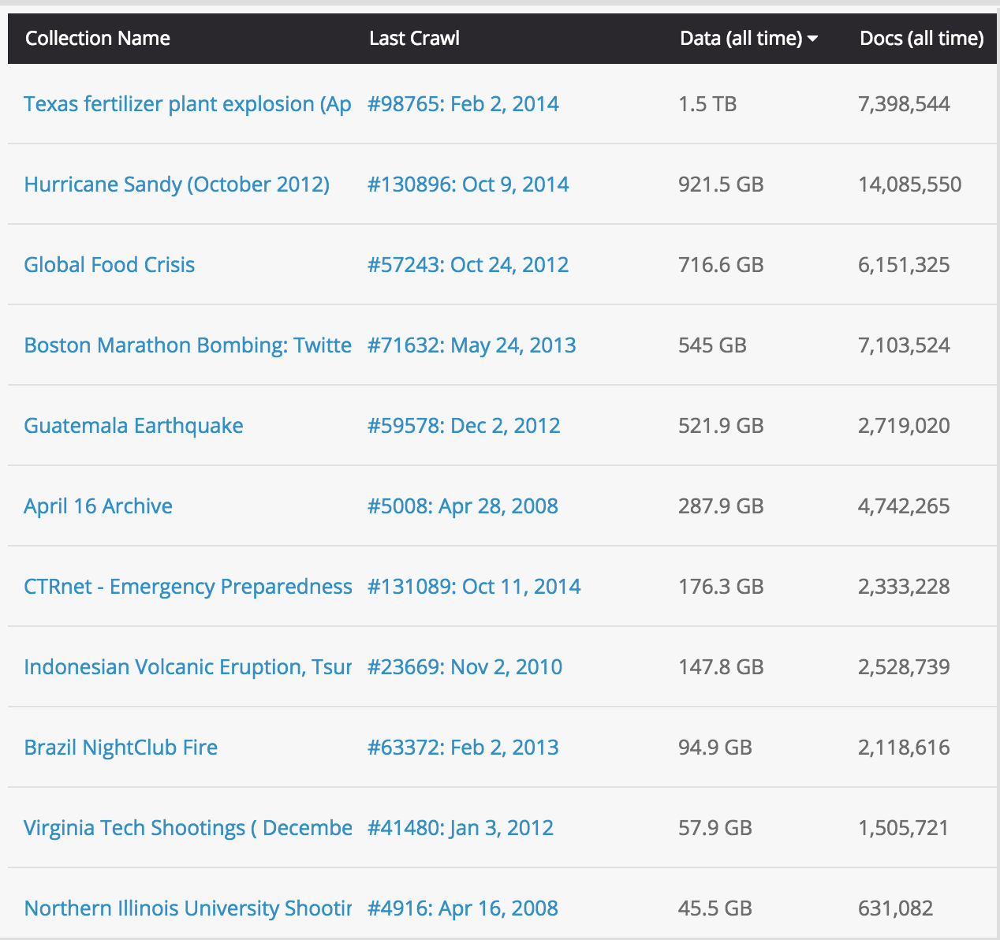 Collection Name Last Crawl Data (all time) Docs (all time)
Texas fertilizer plant explosion (Ap #98765: Feb 2, 2014 1.5 TB 7,398,544
Hurricane Sandy (October 2012) #130896: Oct 9, 2014 921.5 GB 14,085,550
Global Food Crisis #57243: Oct 24, 2012 716.6 GB 6,151,325
Boston Marathon Bombing: Twitte #71632: May 24, 2013 545 GB 7,103,524
Guatemala Earthquake #59578: Dec 2, 2012 521.9 GB 2,719,020
April 16 Archive #5008: Apr 28, 2008 287.9 GB 4,742,265
CTRnet - Emergency Preparedness #131089: Oct 11, 2014 176.3 GB 2,333,228
Indonesian Volcanic Eruption, Tsun #23669: Nov 2, 2010 147.8 GB 2,528,739
Brazil NightClub Fire #63372: Feb 2, 2013 94.9 GB 2,118,616
Virginia Tech Shootings ( Decembe #41480: Jan 3, 2012 57.9 GB 1,505,721
Northern Illinois University Shootin #4916: Apr 16, 2008 45.5 GB 631,082